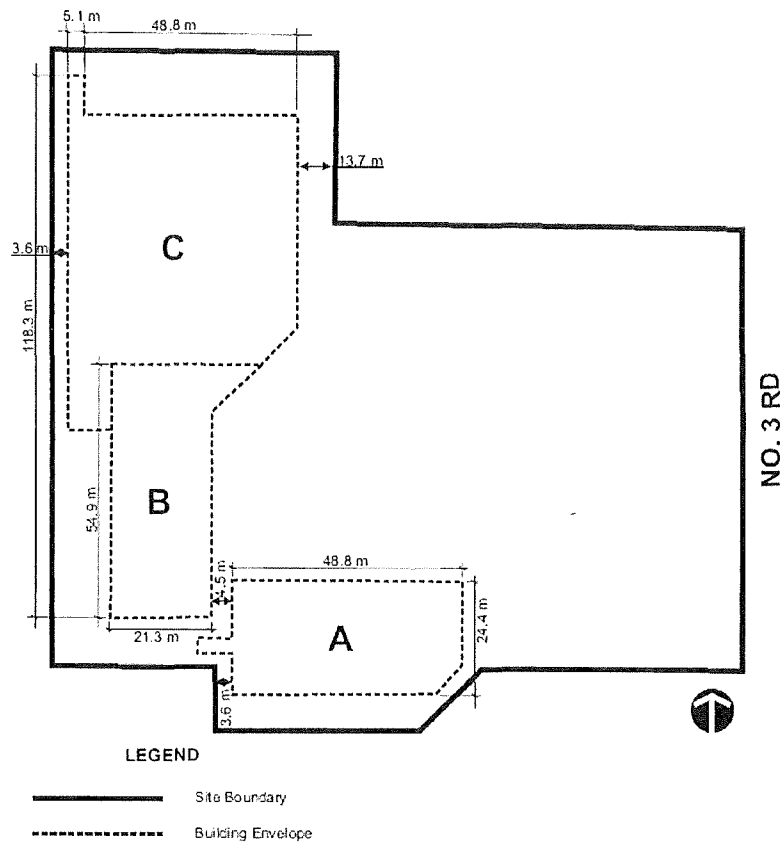 5.1 m
48.8 m
13.7 m
3.6 m
C
118.3 m
NO. 3 RD
54.9 m
B
48.8 m
4.5 m
A
24.4 m
21.3 m
3.6 m
LEGEND
Site Boundary
Building Envelope